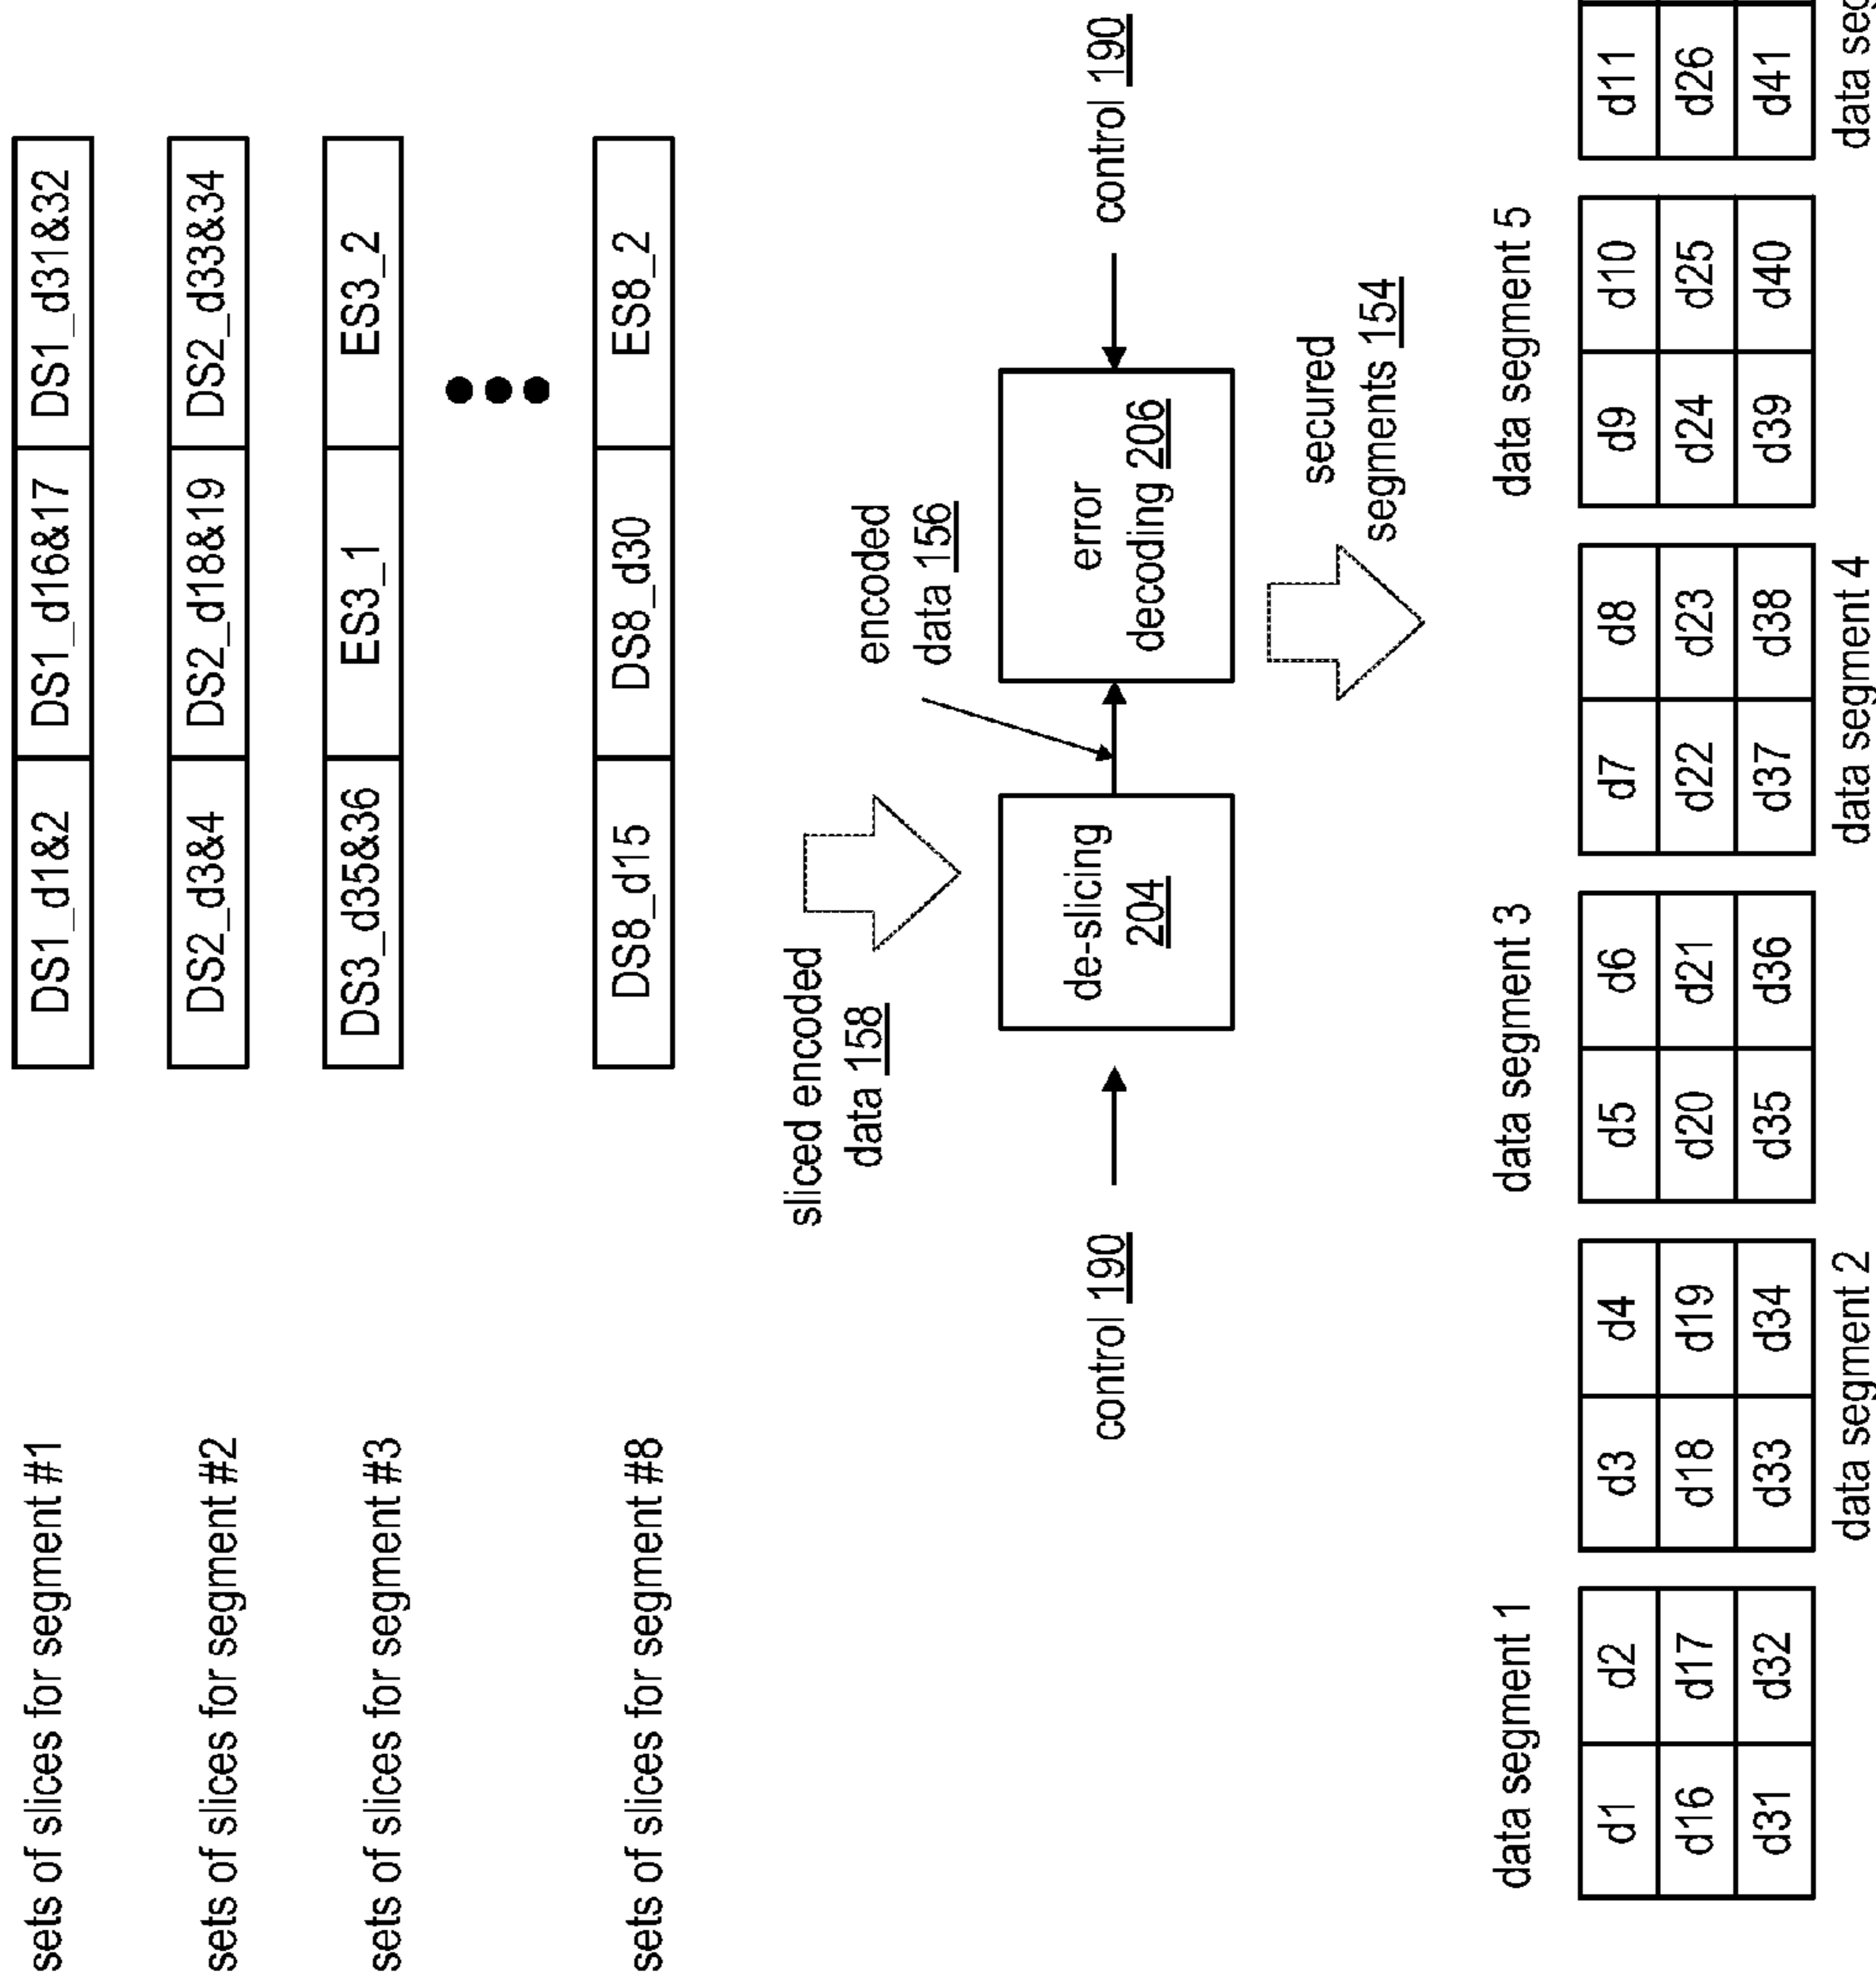 sets of slices for segment #1
DS1_d1&2 DS1_d16&17 DS1_d31&32
sets of slices for segment #2
DS2_d3&4 DS2_d18&19 DS2_d33&34
sets of slices for segment #3
DS3_d35&36 ES3_1 ES3_2
sets of slices for segment #8
DS8_d15 DS8_d30 ES8_2
sliced encoded
data 158
encoded
data 156
control 190
de-slicing
204
error
decoding 206
control 190
secured
segments 154
data segment 1
data segment 3
data segment 5
d1 d2 d3 d4 d5 d6 d7 d8 d9 d10 d11
d16 d17 d18 d19 d20 d21 d22 d23 d24 d25 d26
d31 d32 d33 d34 d35 d36 d37 d38 d39 d40 d41
data segment 2
data segment 4
data